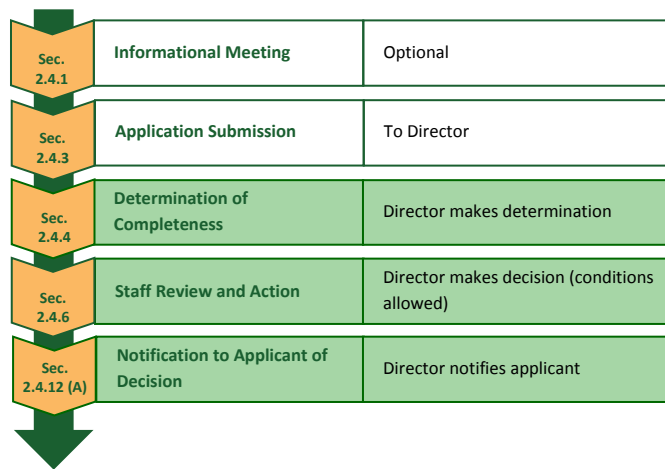 Sec.
2.4.1
Informational Meeting
Optional
Sec.
2.4.3
Application Submission
To Director
Sec.
2.4.4
Determination of
Completeness
Director makes determination
Sec.
2.4.6
Staff Review and Action
Director makes decision (conditions
allowed)
Sec.
2.4.12 (A)
Notification to Applicant of
Decision
Director notifies applicant